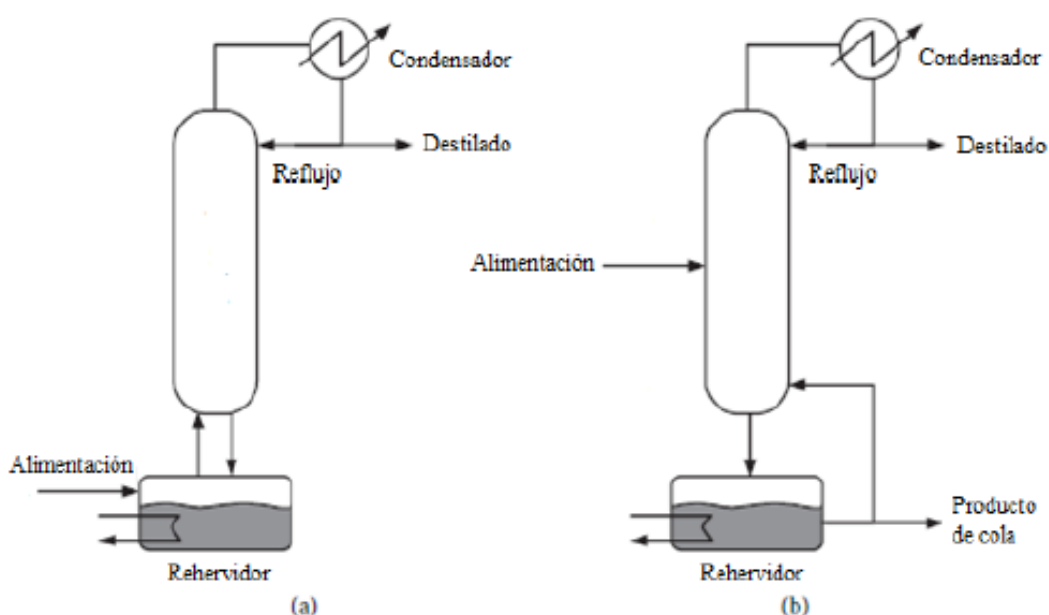 Condensador
Destilado
Reflujo
Alimentación
Rehervidor
(a)
Condensador
Destilado
Reflujo
Alimentación
Producto
de cola
Rehervidor
(b)